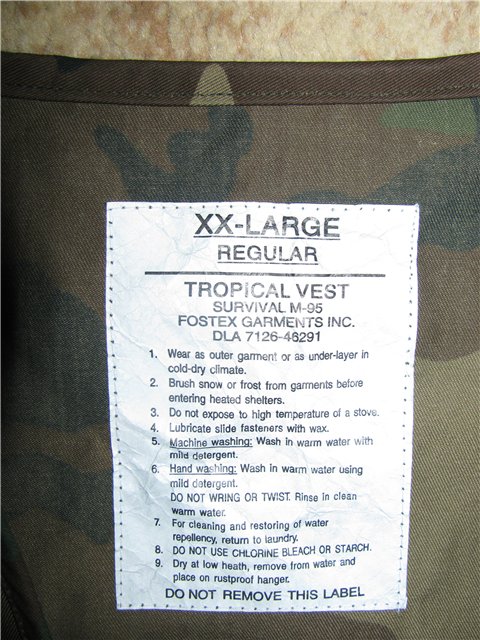 XX-LARGE
REGULAR
TROPICAL VEST
SURVIVAL M-95
FOSTEX GARMENTS INC.
DLA 7126-46291
1. Wear as outer garment or as under-layer in
cold-dry climate.
2. Brush snow or frost from garments before
entering heated shelters.
3. Do not expose to high temperature of a stove.
4. Lubricate slide fasteners with wax.
5. Machine washing: Wash in warm water with
mild detergent.
6. Hand washing: Wash in warm water using
mild detergent.
DO NOT WRING OR TWIST. Rinse in clean
warm water.
7. For cleaning and restoring of water
repellency, return to laundry.
8. DO NOT USE CHLORINE BLEACH OR STARCH.
9. Dry at low heath, remove from water and
place on rustproof hanger.
DO NOT REMOVE THIS LABEL